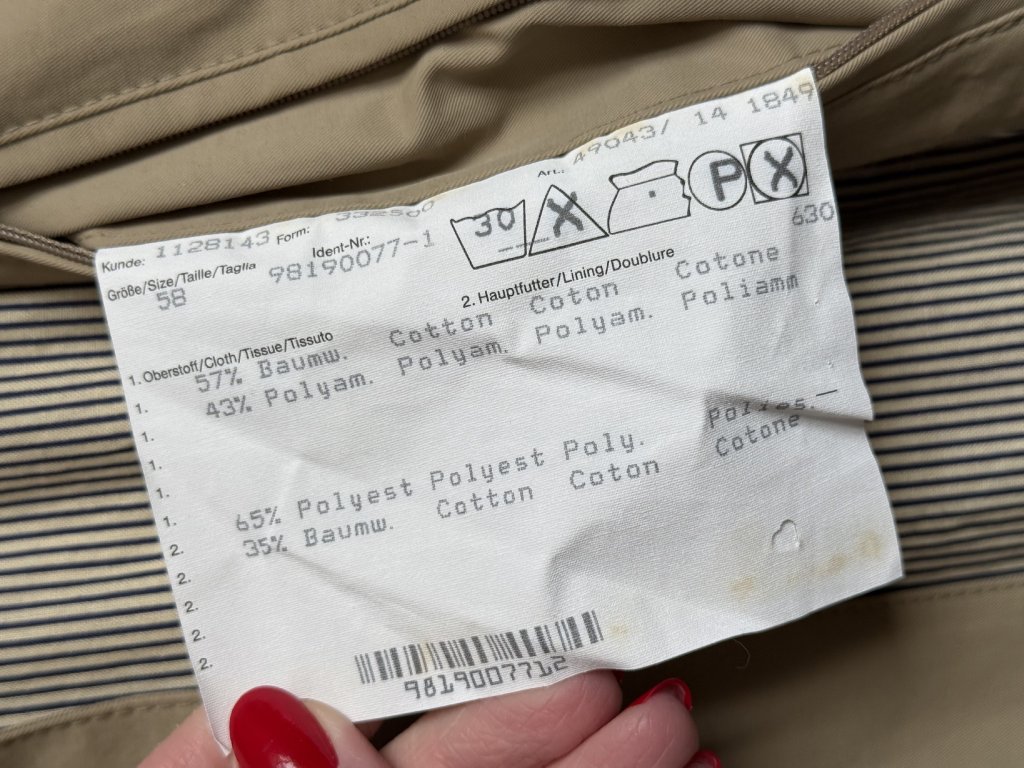 Art.: 49043/ 14 1849
Kunde: 1128143 Form: 332500
Größe/Size/Taille/Taglia Ident-Nr.:
58 98190077-1
30 P
630
1. Oberstoff/Cloth/Tissue/Tissuto 2. Hauptfutter/Lining/Doublure
1. 57% Baumw. Cotton Coton Cotone
1. 43% Polyam. Polyam. Polyam. Poliamm
1.
1.
1.
2. 65% Polyest Polyest Poly. Polies.
2. 35% Baumw. Cotton Coton Cotone
2.
2.
2.
9819007712